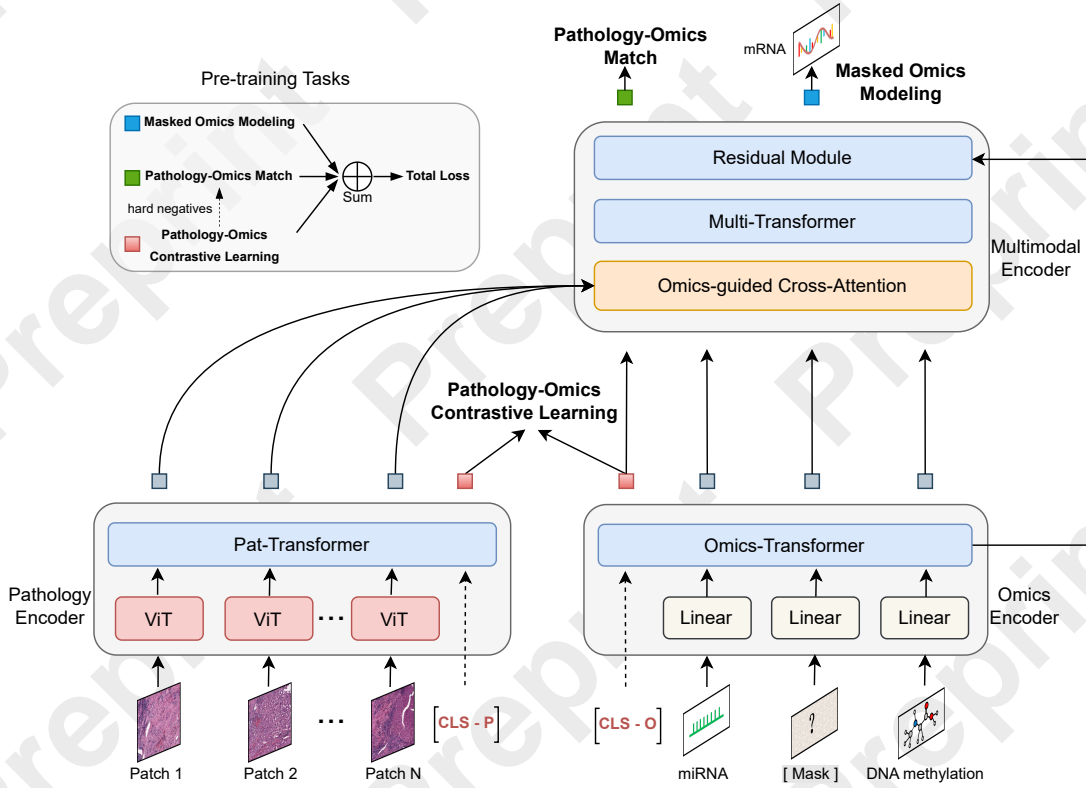 Preprint
Pathology-Omics
Match
mRNA
Masked Omics
Modeling
Pre-training Tasks
Masked Omics Modeling
Pathology-Omics Match
hard negatives
Pathology-Omics
Contrastive Learning
Sum
Total Loss
Residual Module
Multi-Transformer
Omics-guided Cross-Attention
Multimodal
Encoder
Pathology-Omics
Contrastive Learning
Pat-Transformer
ViT
ViT
...
ViT
Pathology
Encoder
Omics-Transformer
Linear
Linear
Linear
Omics
Encoder
Patch 1
Patch 2
...
Patch N
[CLS - P]
[CLS - O]
miRNA
?
[ Mask ]
DNA methylation